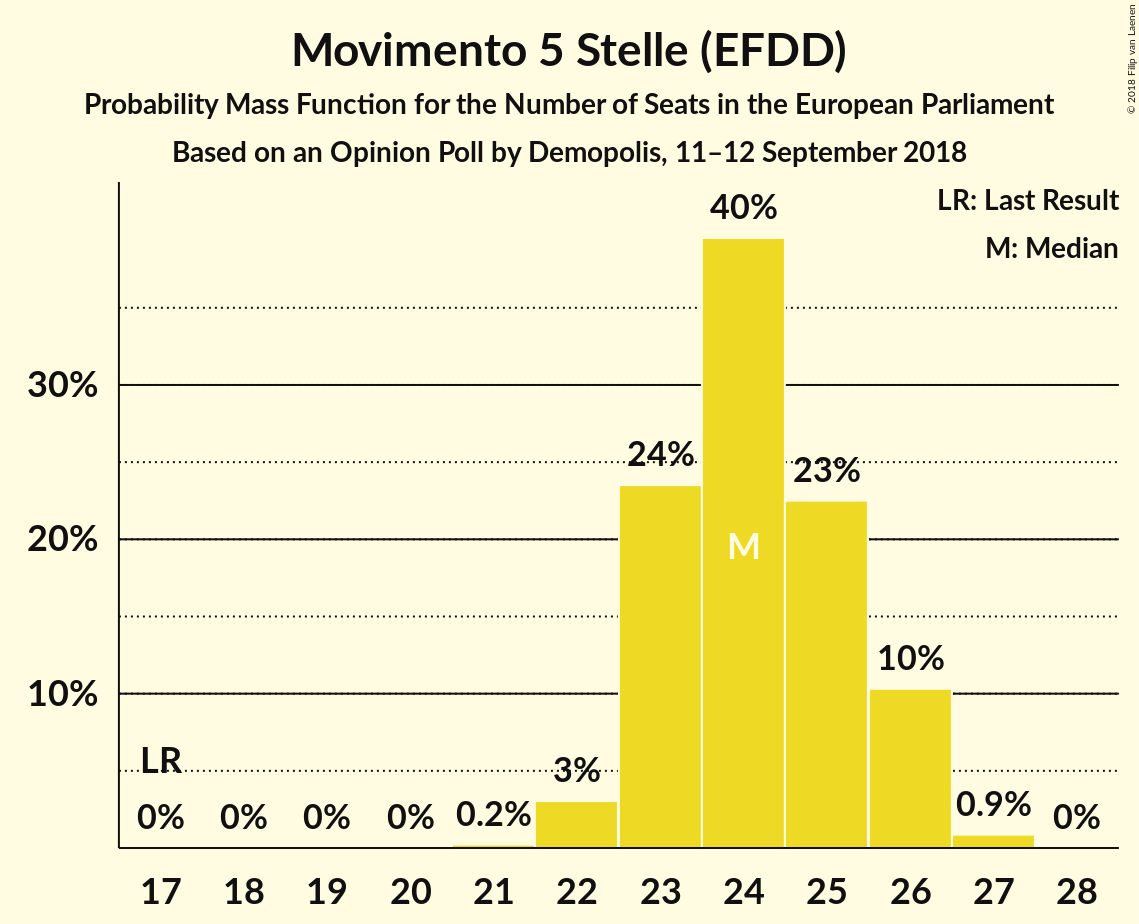 Movimento 5 Stelle (EFDD)
Probability Mass Function for the Number of Seats in the European Parliament
Based on an Opinion Poll by Demopolis, 11–12 September 2018
© 2018 Filip van Laenen
LR: Last Result
M: Median
40%
30%
24%
23%
20%
M
10%
10%
LR
3%
0%
0%
0%
0%
0.2%
0.9%
0%
17 18 19 20 21 22 23 24 25 26 27 28